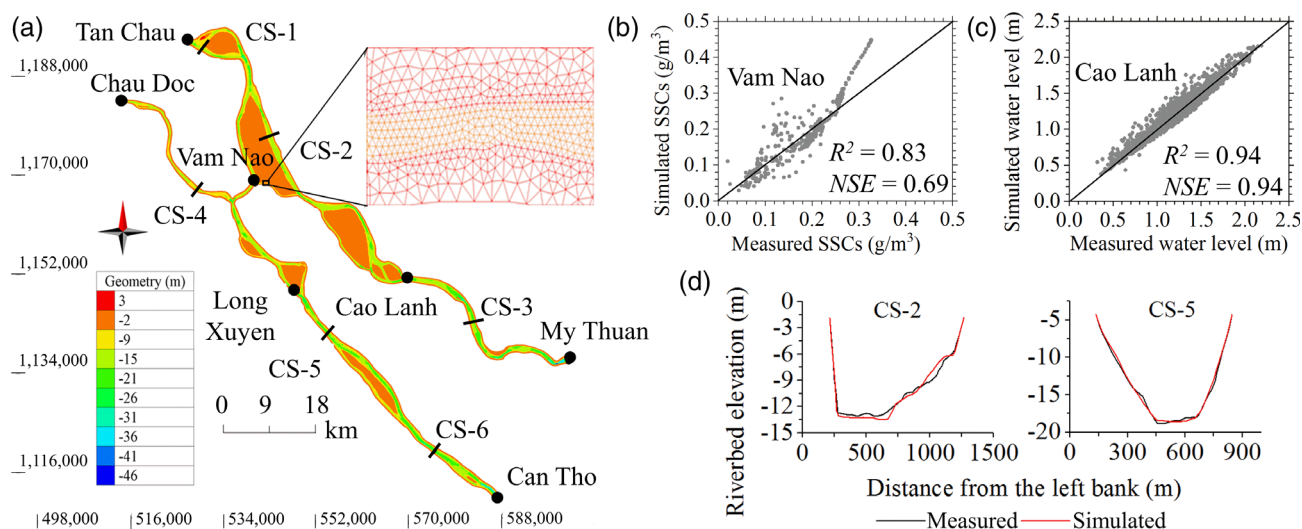 (a)
Tan Chau
CS-1
1,188,000
Chau Doc
CS-2
1,170,000
Vam Nao
CS-4
1,152,000
Geometry (m)
3
-2
-9
-15
-21
-26
-31
-36
-41
-46
Long
Xuyen
Cao Lanh
CS-3
My Thuan
1,134,000
CS-5
0 9 18
km
CS-6
1,116,000
Can Tho
498,000 516,000 534,000 552,000 570,000 588,000
(b)
Simulated SSCs (g/m³)
0.5
0.4
0.3
0.2
0.1
0.0
Vam Nao
R² = 0.83
NSE = 0.69
0.0 0.1 0.2 0.3 0.4 0.5
Measured SSCs (g/m³)
(c)
Simulated water level (m)
2.5
2.0
1.5
1.0
0.5
0.0
Cao Lanh
R² = 0.94
NSE = 0.94
0.0 0.5 1.0 1.5 2.0 2.5
Measured water level (m)
(d)
Riverbed elevation (m)
CS-2
0
-3
-6
-9
-12
-15
0 500 1000 1500
CS-5
-5
-10
-15
-20
0 300 600 900
Distance from the left bank (m)
Measured Simulated